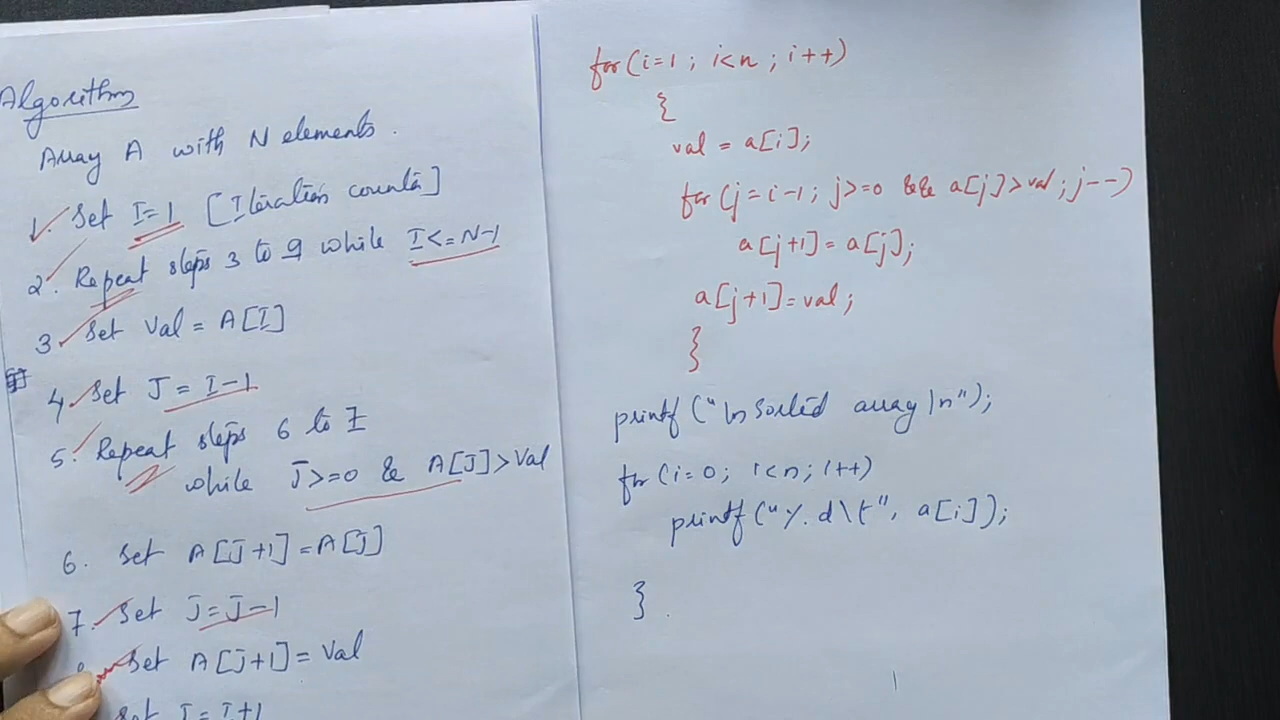 Algorithm
Array A with N elements.
1. Set I=1 [Iteration counter]
2. Repeat steps 3 to 9 while I<=N-1
3. Set Val = A[I]
4. Set J = I-1
5. Repeat steps 6 to 7
while J>=0 & A[J]>Val
6. Set A[J+1]=A[J]
7. Set J=J-1
Set A[J+1]=Val
Set I=I+1
for(i=1; i<n; i++)
{
val = a[i];
for(j=i-1; j>=0 && a[j]>val; j--)
a[j+1]=a[j];
a[j+1]=val;
}
printf("\n Sorted array \n");
for(i=0; i<n; i++)
printf("%d\t", a[i]);
}.